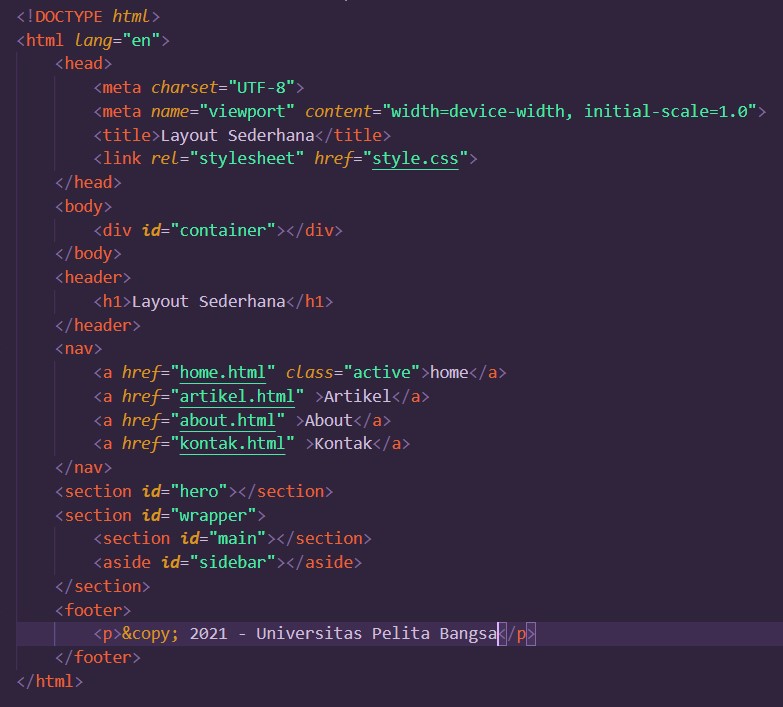 <!DOCTYPE html>
<html lang="en">
    <head>
        <meta charset="UTF-8">
        <meta name="viewport" content="width=device-width, initial-scale=1.0">
        <title>Layout Sederhana</title>
        <link rel="stylesheet" href="style.css">
    </head>
    <body>
        <div id="container"></div>
    </body>
    <header>
        <h1>Layout Sederhana</h1>
    </header>
    <nav>
        <a href="home.html" class="active">home</a>
        <a href="artikel.html" >Artikel</a>
        <a href="about.html" >About</a>
        <a href="kontak.html" >Kontak</a>
    </nav>
    <section id="hero"></section>
    <section id="wrapper">
        <section id="main"></section>
        <aside id="sidebar"></aside>
    </section>
    <footer>
        <p>&copy; 2021 - Universitas Pelita Bangsa</p>
    </footer>
</html>